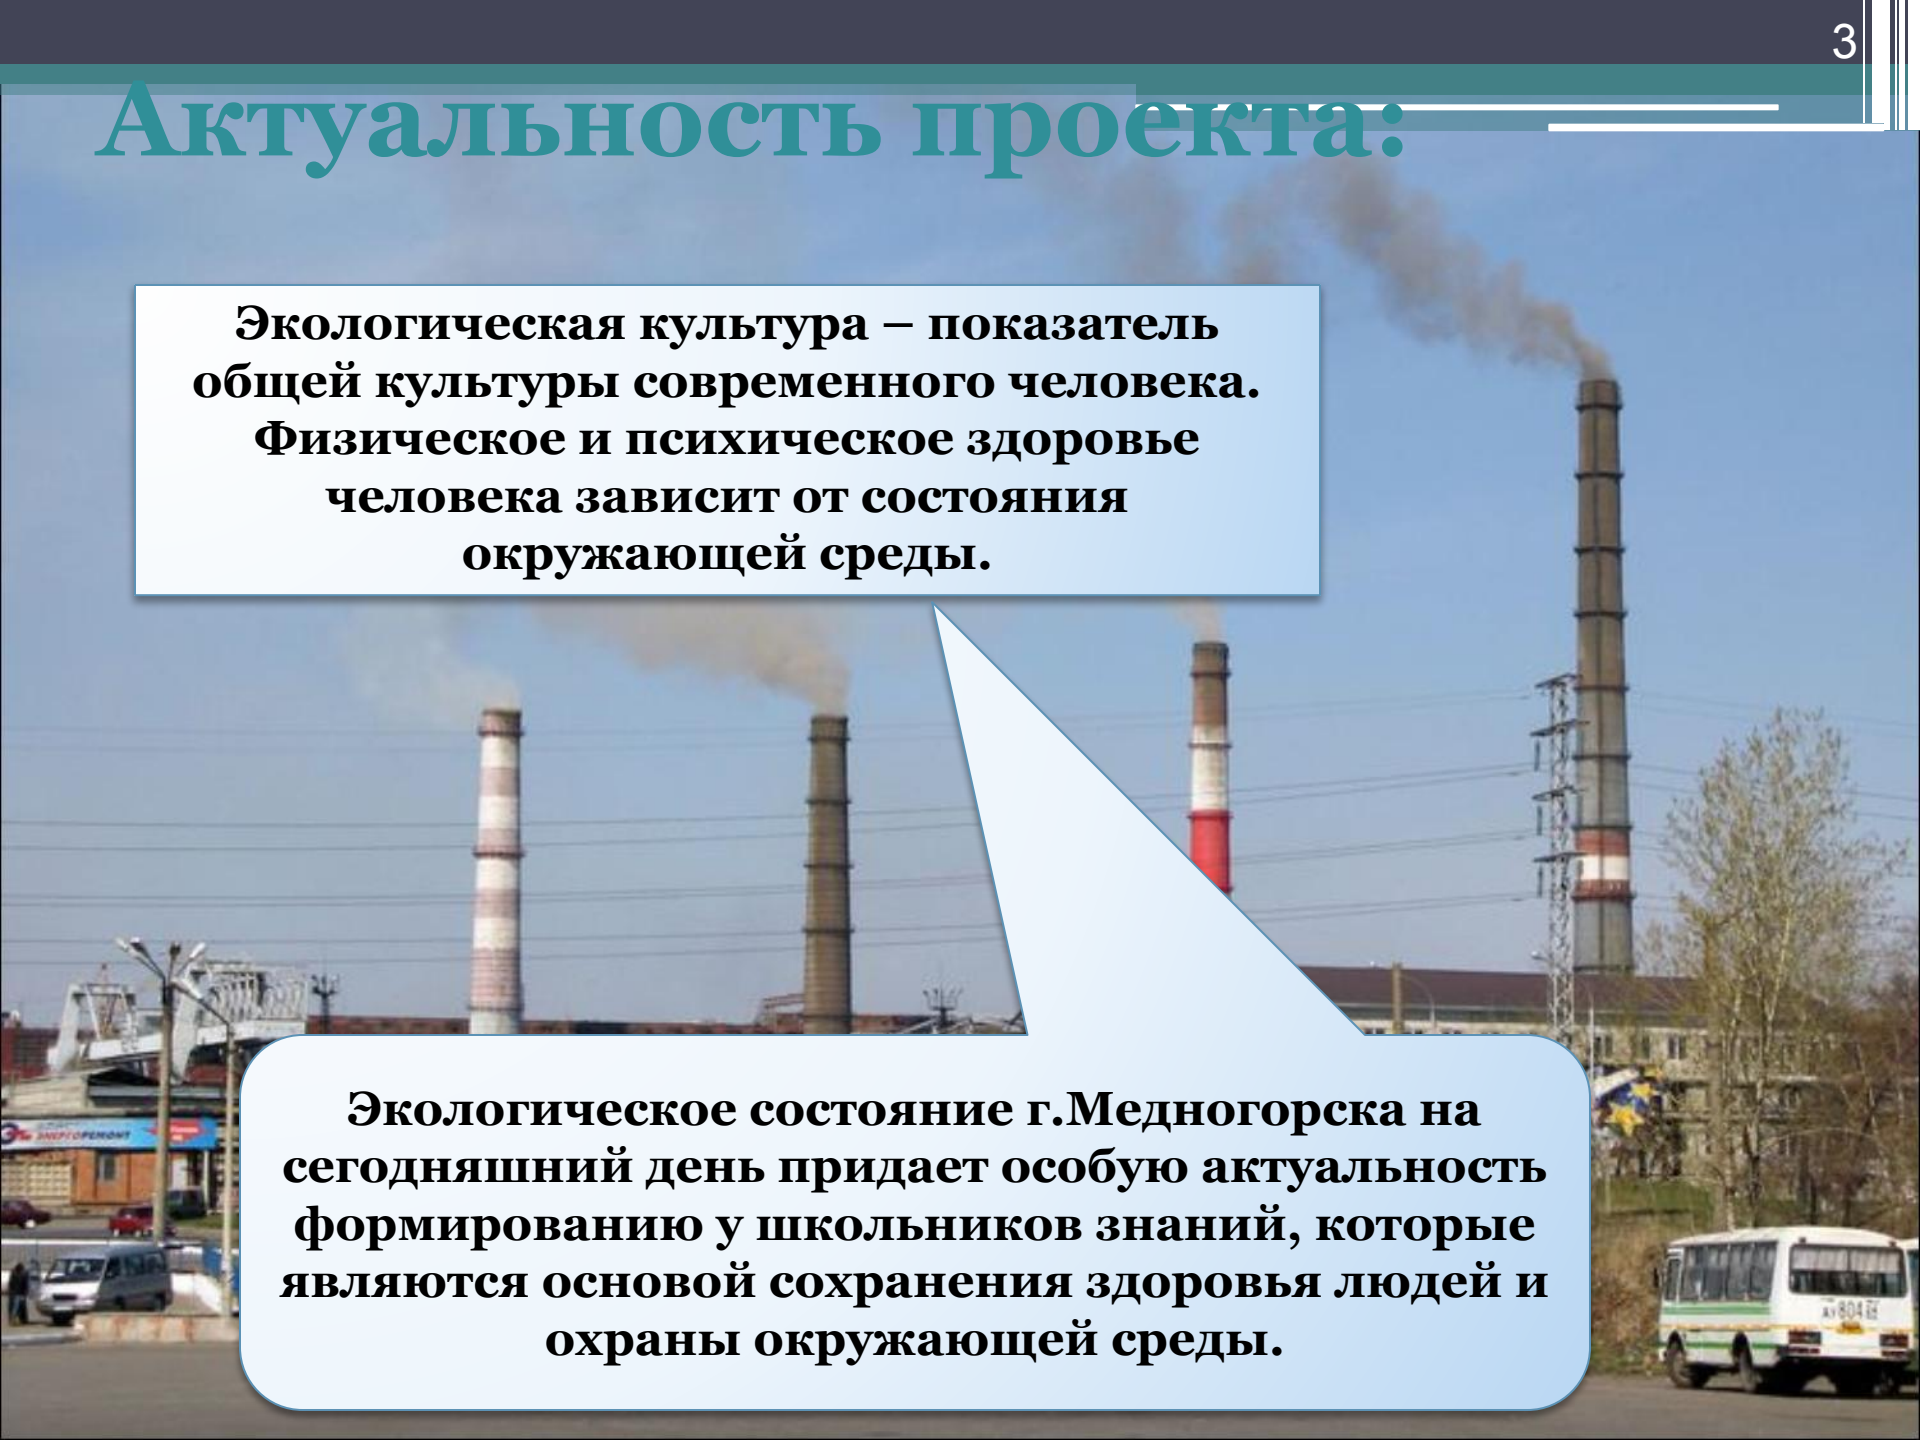 3
Актуальность проекта:
Экологическая культура – показатель
общей культуры современного человека.
Физическое и психическое здоровье
человека зависит от состояния
окружающей среды.
Экологическое состояние г.Медногорска на
сегодняшний день придает особую актуальность
формированию у школьников знаний, которые
являются основой сохранения здоровья людей и
охраны окружающей среды.
ЭНЕРГОРЕМОНТ